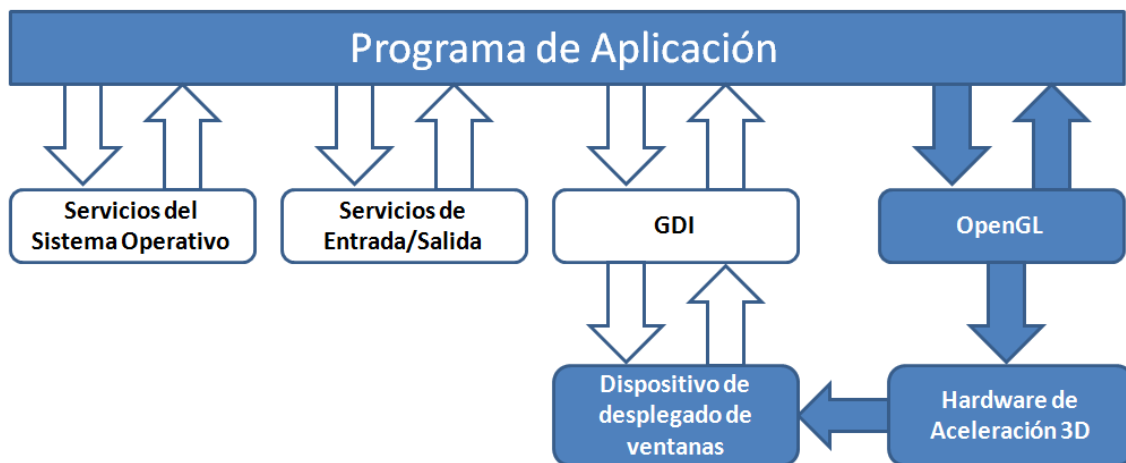 Programa de Aplicación
Servicios del
Sistema Operativo
Servicios de
Entrada/Salida
GDI
OpenGL
Dispositivo de
desplegado de
ventanas
Hardware de
Aceleración 3D